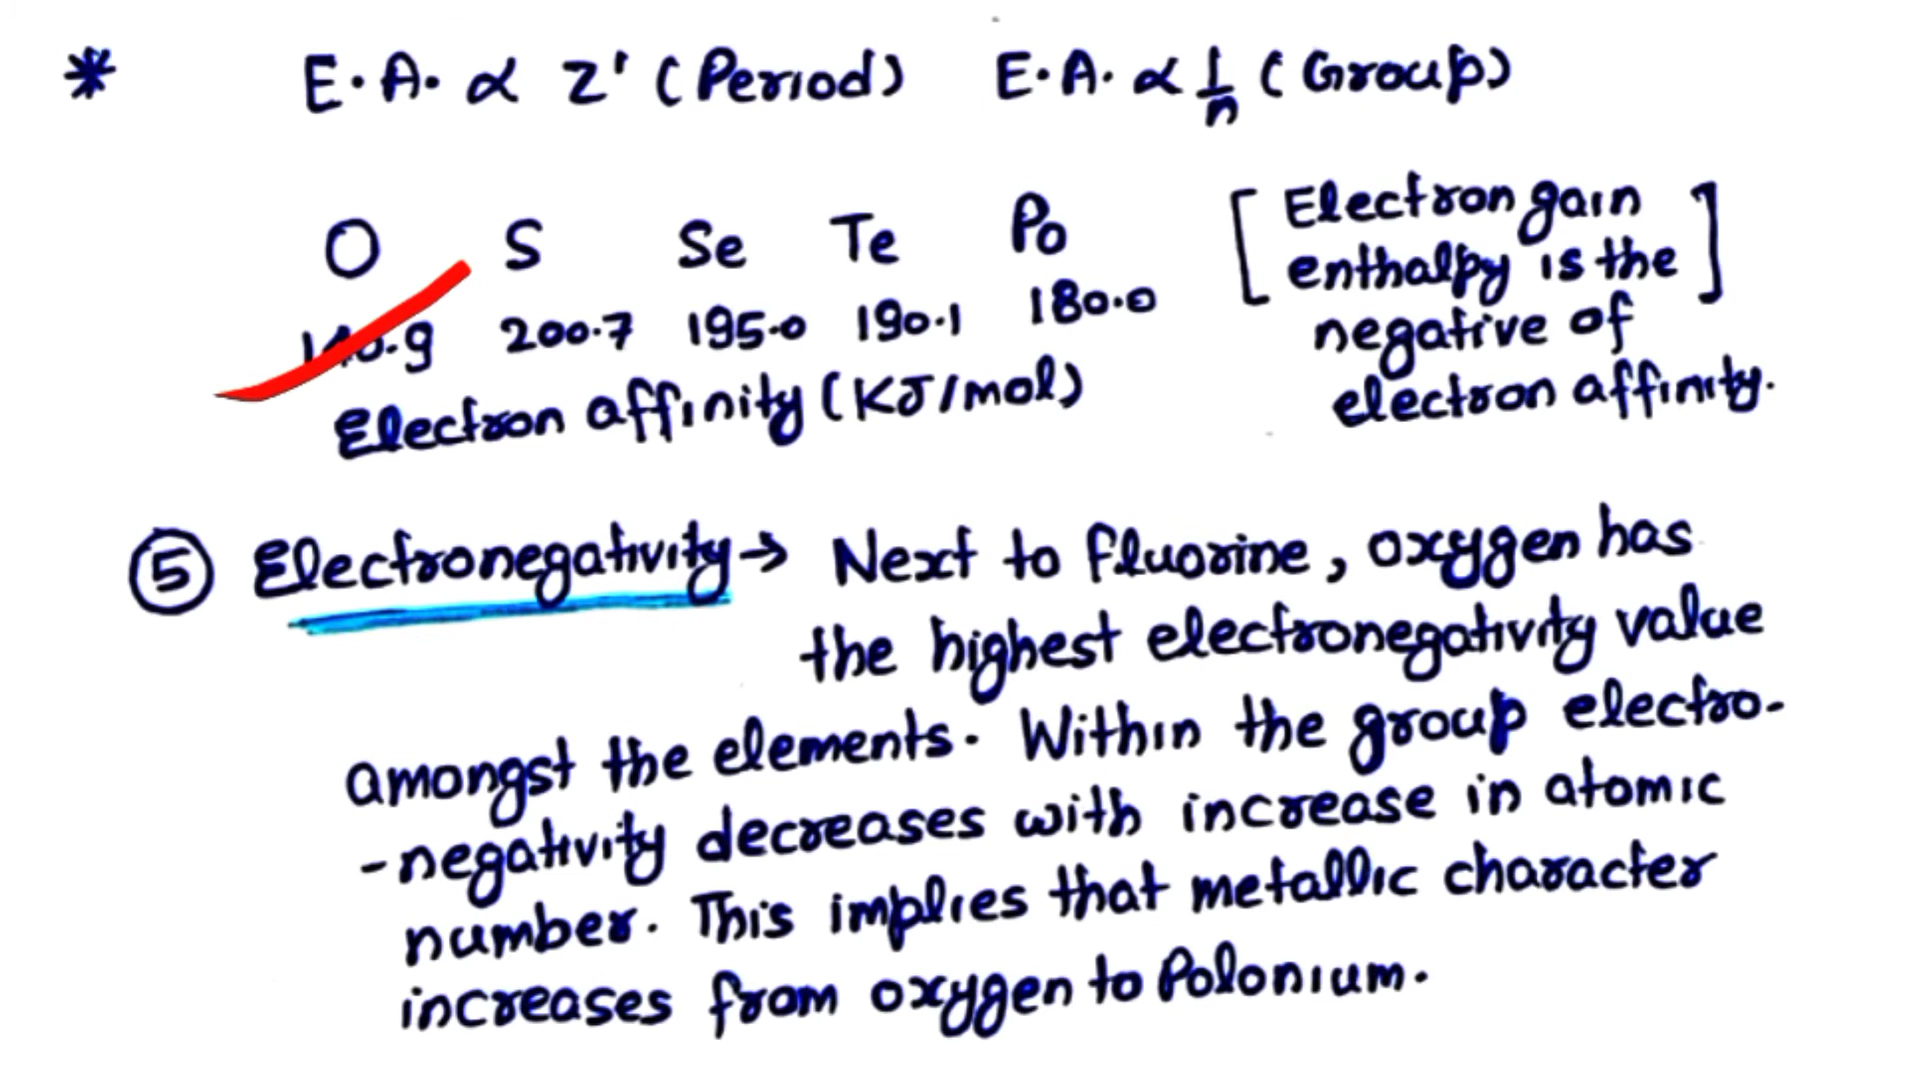 * E.A. ∝ Z' (Period) E.A. ∝ 1/n (Group)
O S Se Te Po
140.9 200.7 195.0 190.1 180.0
Electron affinity (KJ/mol)
[Electron gain
enthalpy is the]
negative of
electron affinity.
⑤ Electronegativity → Next to fluorine, oxygen has
the highest electronegativity value
amongst the elements. Within the group electro-
-negativity decreases with increase in atomic
number. This implies that metallic character
increases from oxygen to Polonium.